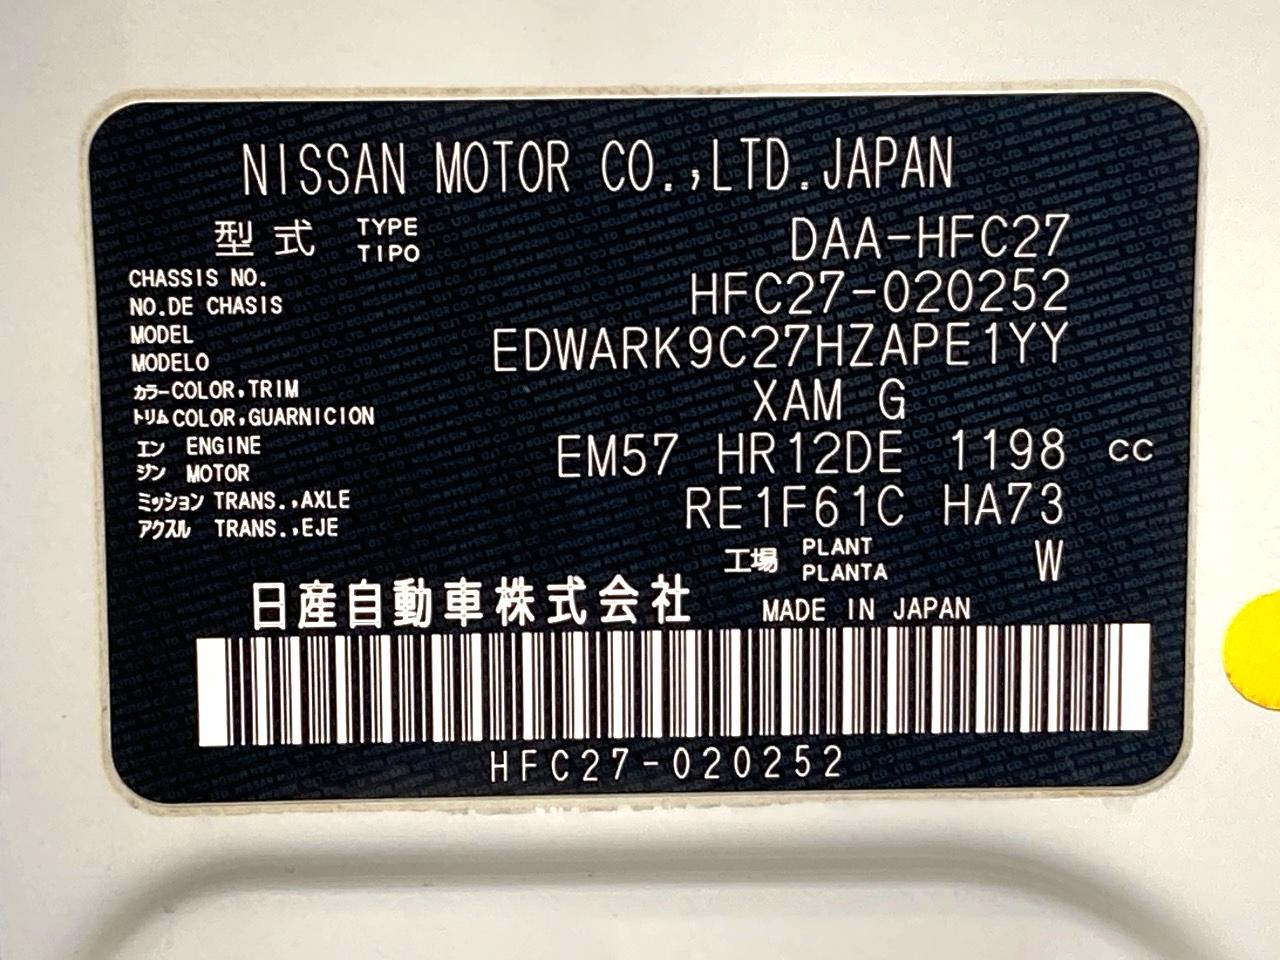 NISSAN MOTOR CO.,LTD.JAPAN
型式 TYPE TIPO DAA-HFC27
CHASSIS NO.
NO.DE CHASIS HFC27-020252
MODEL
MODELO EDWARK9C27HZAPE1YY
カラー COLOR,TRIM
トリム COLOR,GUARNICION XAM G
エン ENGINE
ジン MOTOR EM57 HR12DE 1198 cc
ミッション TRANS.,AXLE
アクスル TRANS.,EJE RE1F61C HA73
工場 PLANT PLANTA W
日産自動車株式会社 MADE IN JAPAN
HFC27-020252